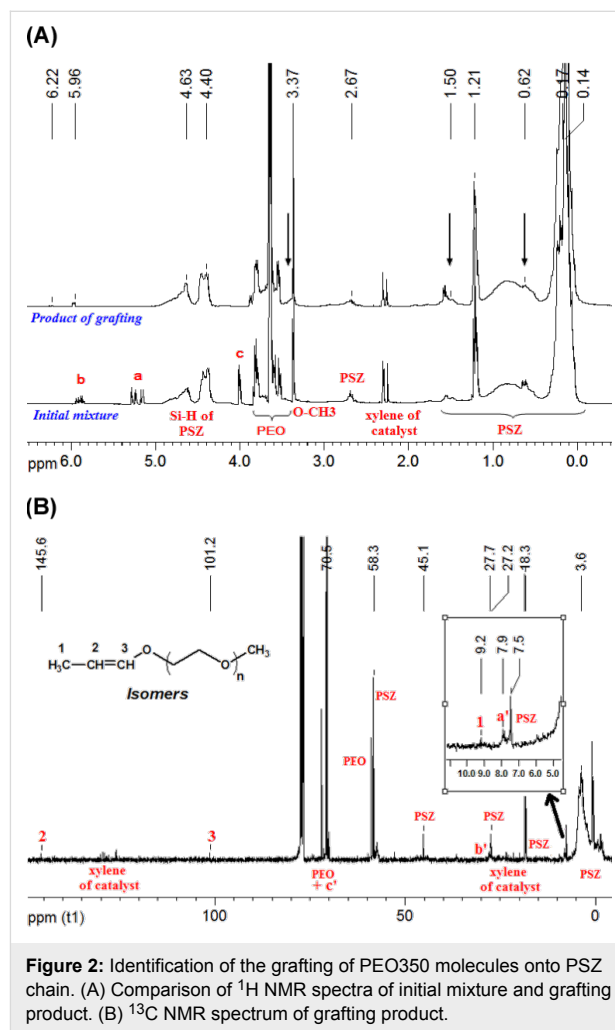 (A)
6.22 5.96 4.63 4.40 3.37 2.67 1.50 1.21 0.62 0.17 0.14
Product of grafting
b a c PSZ
Initial mixture Si-H of PSZ PEO O-CH3 xylene of catalyst PSZ
ppm 6.0 5.0 4.0 3.0 2.0 1.0 0.0
(B)
145.6 101.2 70.5 58.3 45.1 27.7 27.2 18.3 3.6
1 2 3
H₃C CH=CH O O CH₃ n
Isomers
9.2 7.9 7.5
1 a' PSZ
11.0 10.0 9.0 8.0 7.0 6.0 5.0
PEO PSZ
2 3 PSZ b' PSZ PSZ
xylene of catalyst PEO + c' xylene of catalyst PSZ
ppm (t1) 100 50 0
Figure 2: Identification of the grafting of PEO350 molecules onto PSZ
chain. (A) Comparison of ¹H NMR spectra of initial mixture and grafting
product. (B) ¹³C NMR spectrum of grafting product.